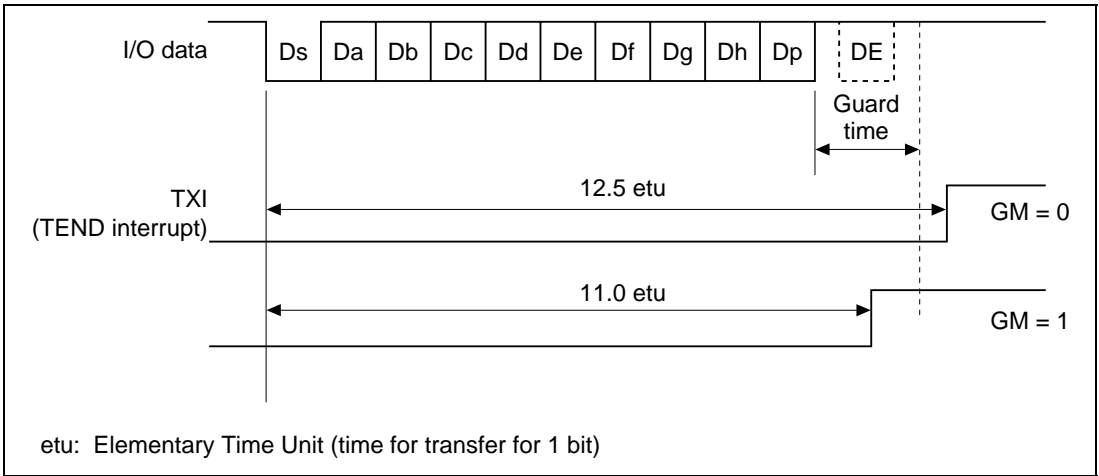 I/O data Ds Da Db Dc Dd De Df Dg Dh Dp DE
Guard
time
TXI
(TEND interrupt)
12.5 etu
GM = 0
11.0 etu
GM = 1
etu: Elementary Time Unit (time for transfer for 1 bit)